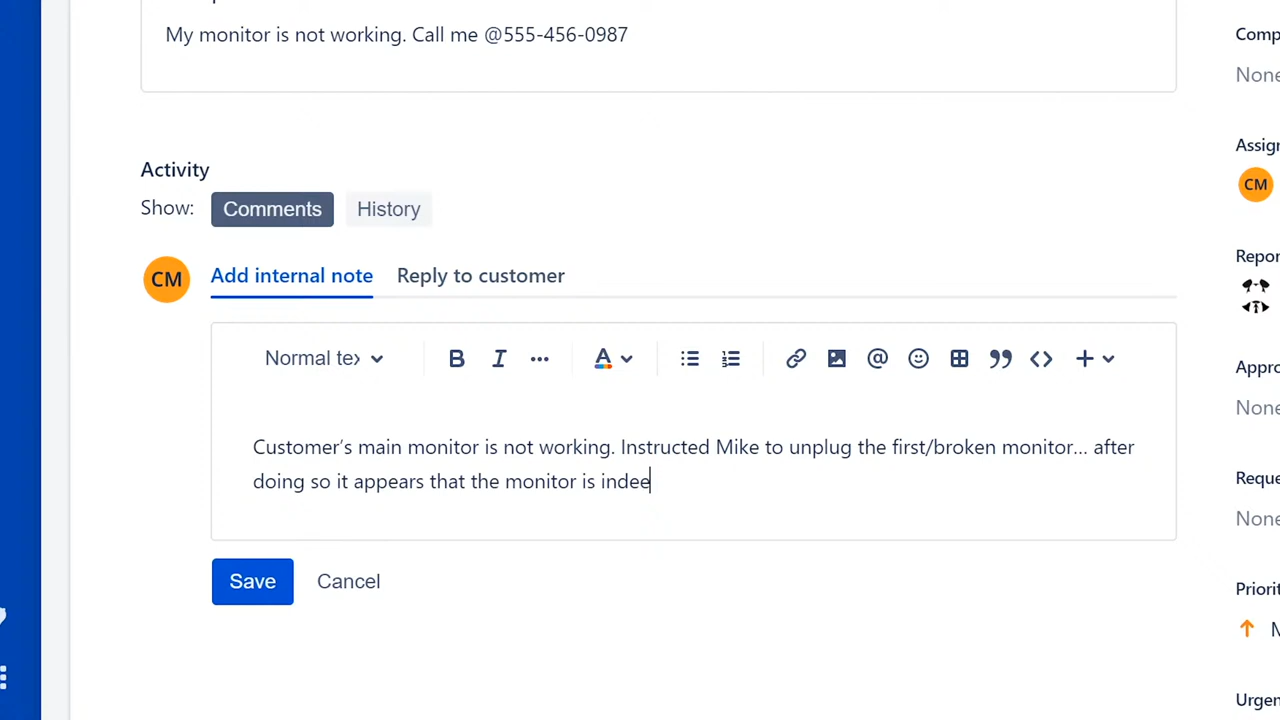 My monitor is not working. Call me @555-456-0987
Comp
None
Activity
Assign
Show: Comments History
CM
CM Add internal note Reply to customer
Repor
Normal tex B I A
Appro
None
Customer's main monitor is not working. Instructed Mike to unplug the first/broken monitor... after
doing so it appears that the monitor is indee
Reque
None
Save Cancel
Priorit
M
Urgen